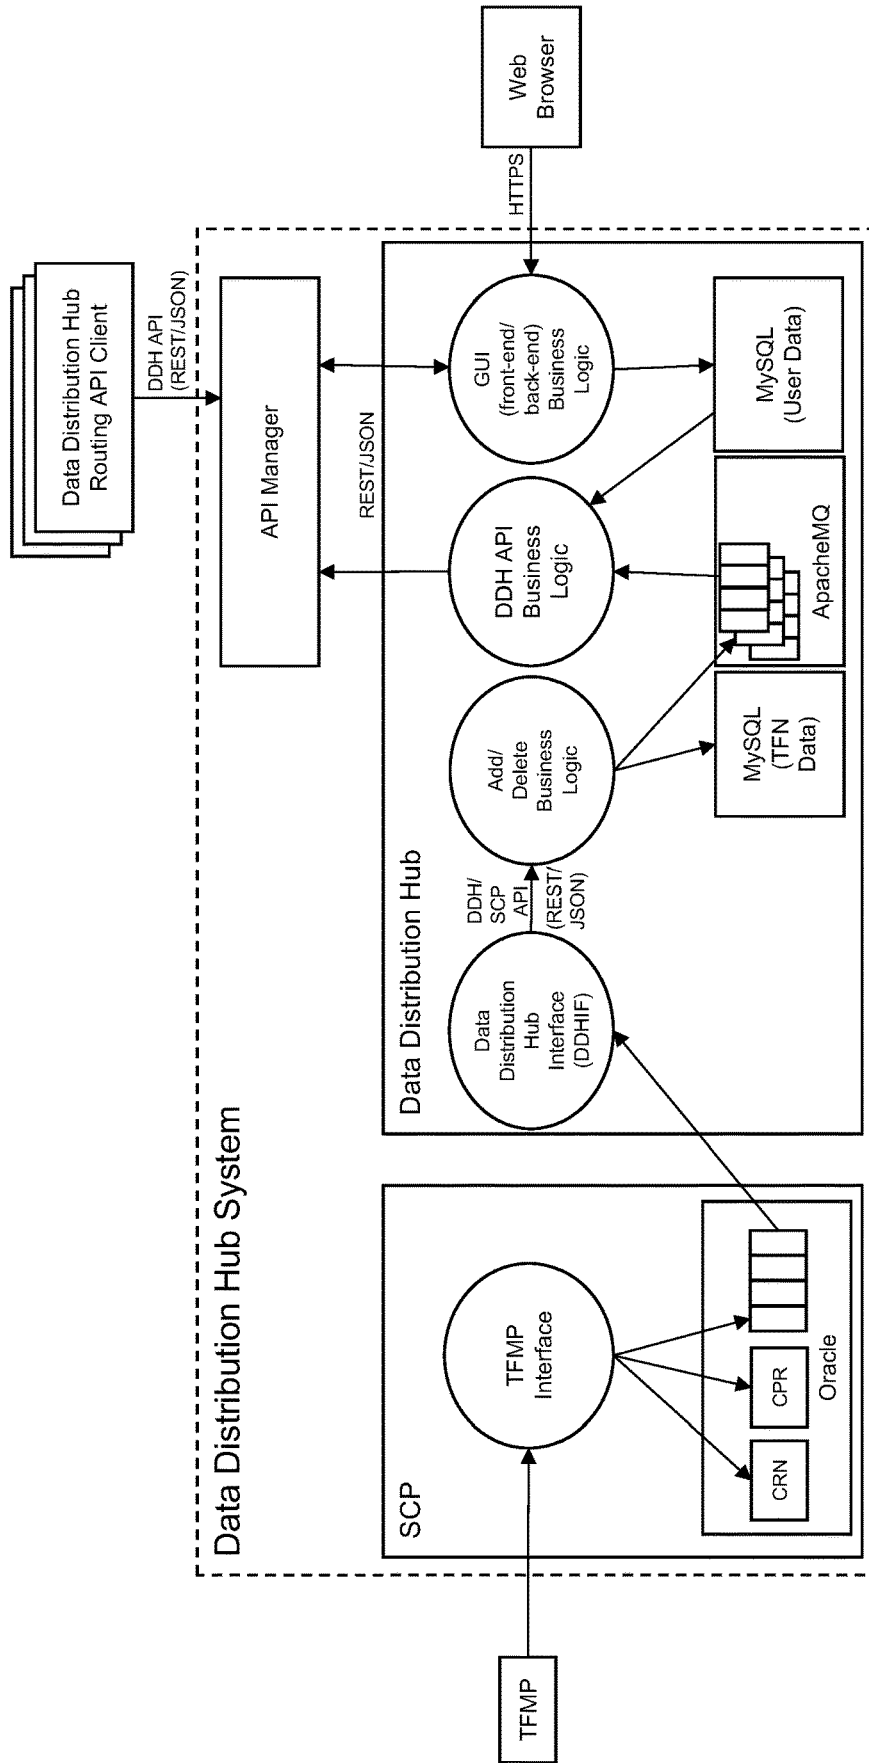 Data Distribution Hub
Routing API Client
DDH API
(REST/JSON)
Data Distribution Hub System
API Manager
REST/JSON
TFMP
SCP
TFMP
Interface
CRN
CPR
Oracle
Data Distribution Hub
Data
Distribution
Hub
Interface
(DDHIF)
DDH/
SCP
API
(REST/
JSON)
Add/
Delete
Business
Logic
DDH API
Business
Logic
GUI
(front-end/
back-end)
Business
Logic
HTTPS
Web
Browser
MySQL
(TFN
Data)
ApacheMQ
MySQL
(User Data)